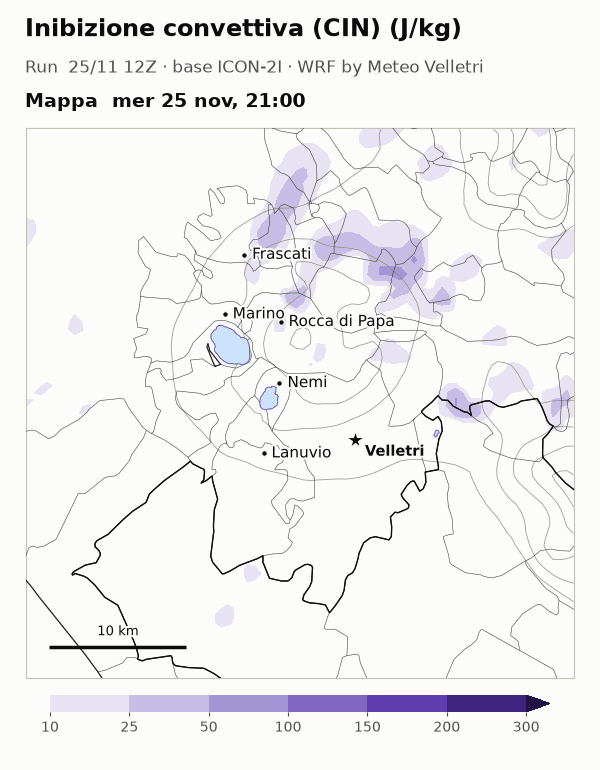 Inibizione convettiva (CIN) (J/kg)
Run  25/11 12Z · base ICON-2I · WRF by Meteo Velletri
Mappa  mer 25 nov, 21:00
Frascati
Marino
Rocca di Papa
Nemi
Velletri
Lanuvio
10 km
10 25 50 100 150 200 300